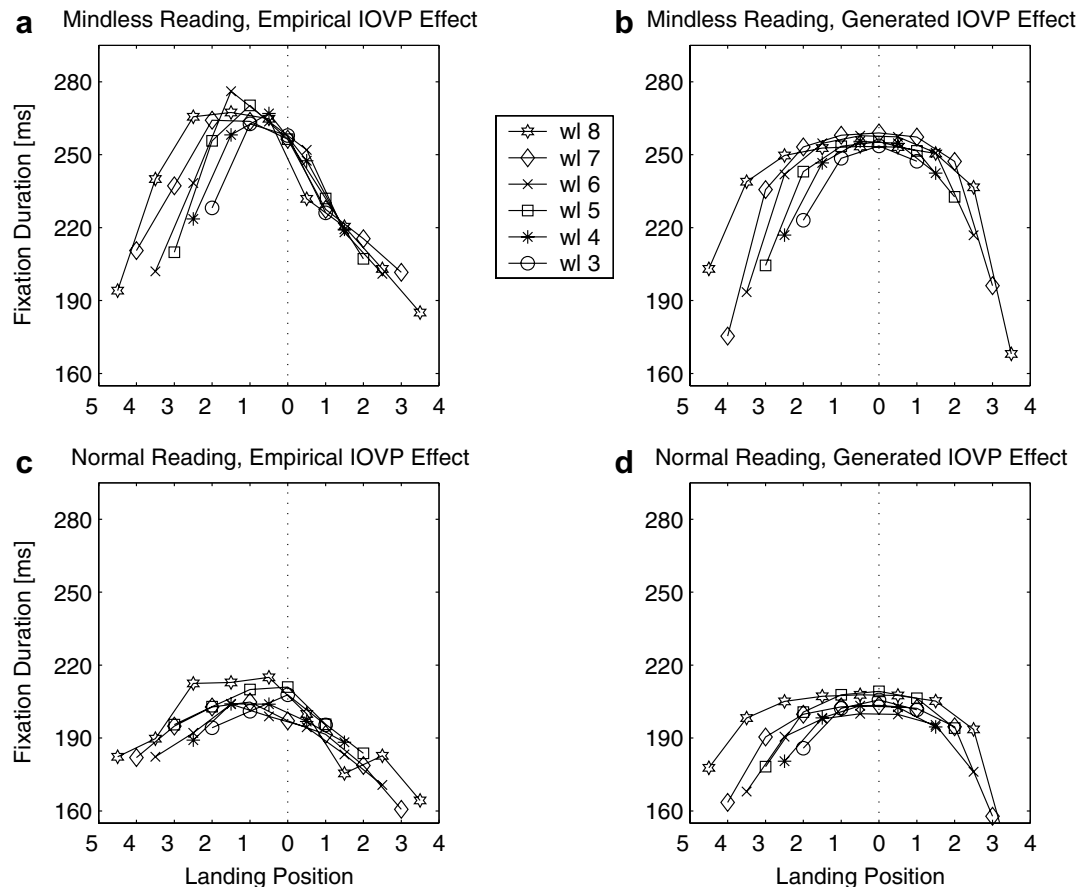 a Mindless Reading, Empirical IOVP Effect
b Mindless Reading, Generated IOVP Effect
Fixation Duration [ms]
280
250
220
190
160
5 4 3 2 1 0 1 2 3 4
wl 8
wl 7
wl 6
wl 5
wl 4
wl 3
280
250
220
190
160
5 4 3 2 1 0 1 2 3 4
c Normal Reading, Empirical IOVP Effect
d Normal Reading, Generated IOVP Effect
Fixation Duration [ms]
280
250
220
190
160
5 4 3 2 1 0 1 2 3 4
Landing Position
280
250
220
190
160
5 4 3 2 1 0 1 2 3 4
Landing Position